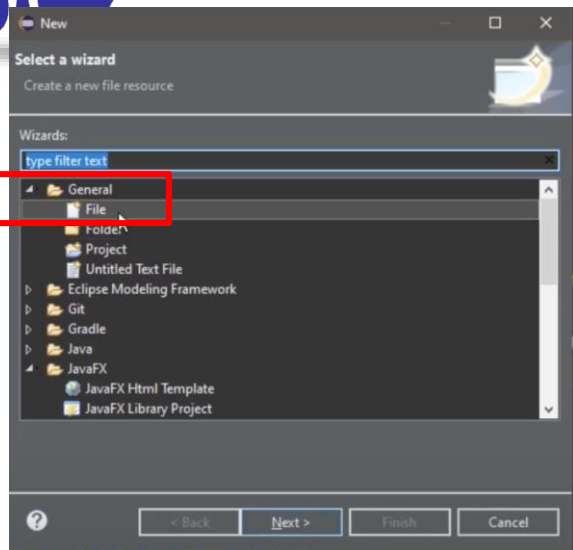 New
Select a wizard
Create a new file resource
Wizards:
type filter text
General
File
Folder
Project
Untitled Text File
Eclipse Modeling Framework
Git
Gradle
Java
JavaFX
JavaFX Html Template
JavaFX Library Project
< Back Next > Finish Cancel